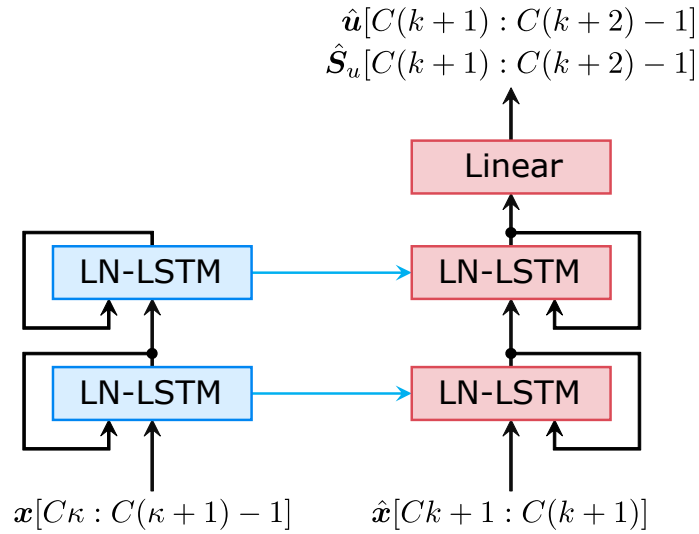 û[C(k + 1) : C(k + 2) − 1]
Ŝᵤ[C(k + 1) : C(k + 2) − 1]
Linear
LN-LSTM
LN-LSTM
LN-LSTM
LN-LSTM
x[Cκ : C(κ + 1) − 1]
x̂[Ck + 1 : C(k + 1)]